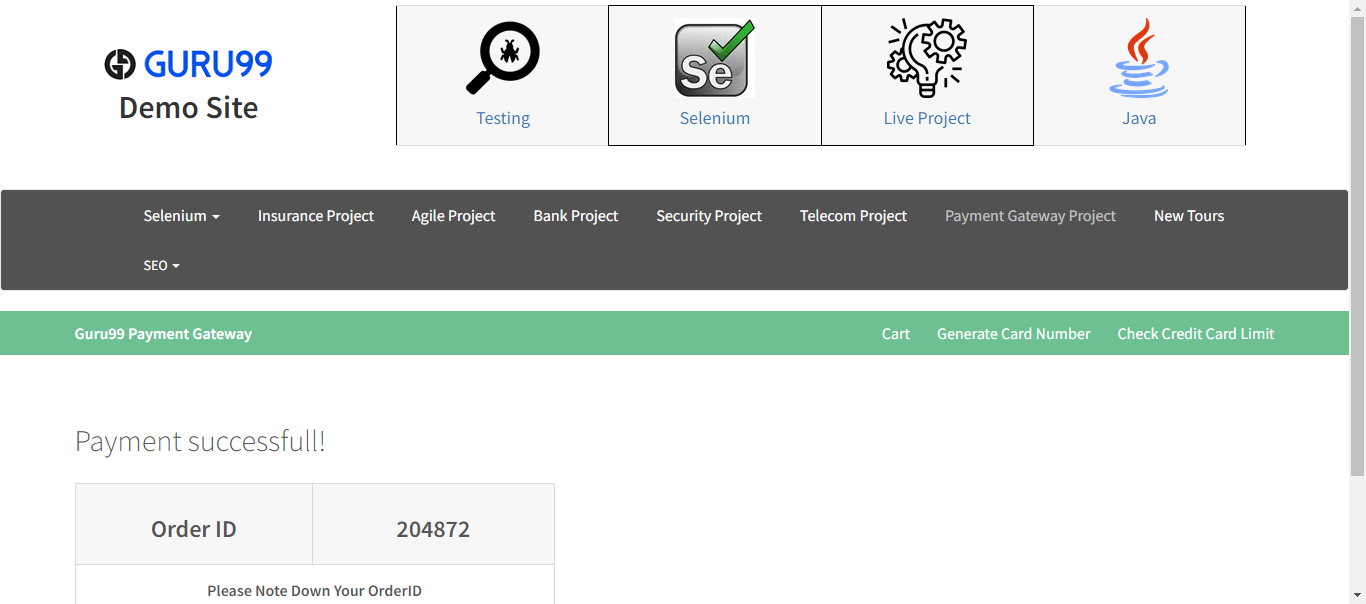 GURU99
Demo Site
Testing
Se
Selenium
Live Project
Java
Selenium Insurance Project Agile Project Bank Project Security Project Telecom Project Payment Gateway Project New Tours
SEO
Guru99 Payment Gateway Cart Generate Card Number Check Credit Card Limit
Payment successfull!
Order ID 204872
Please Note Down Your OrderID